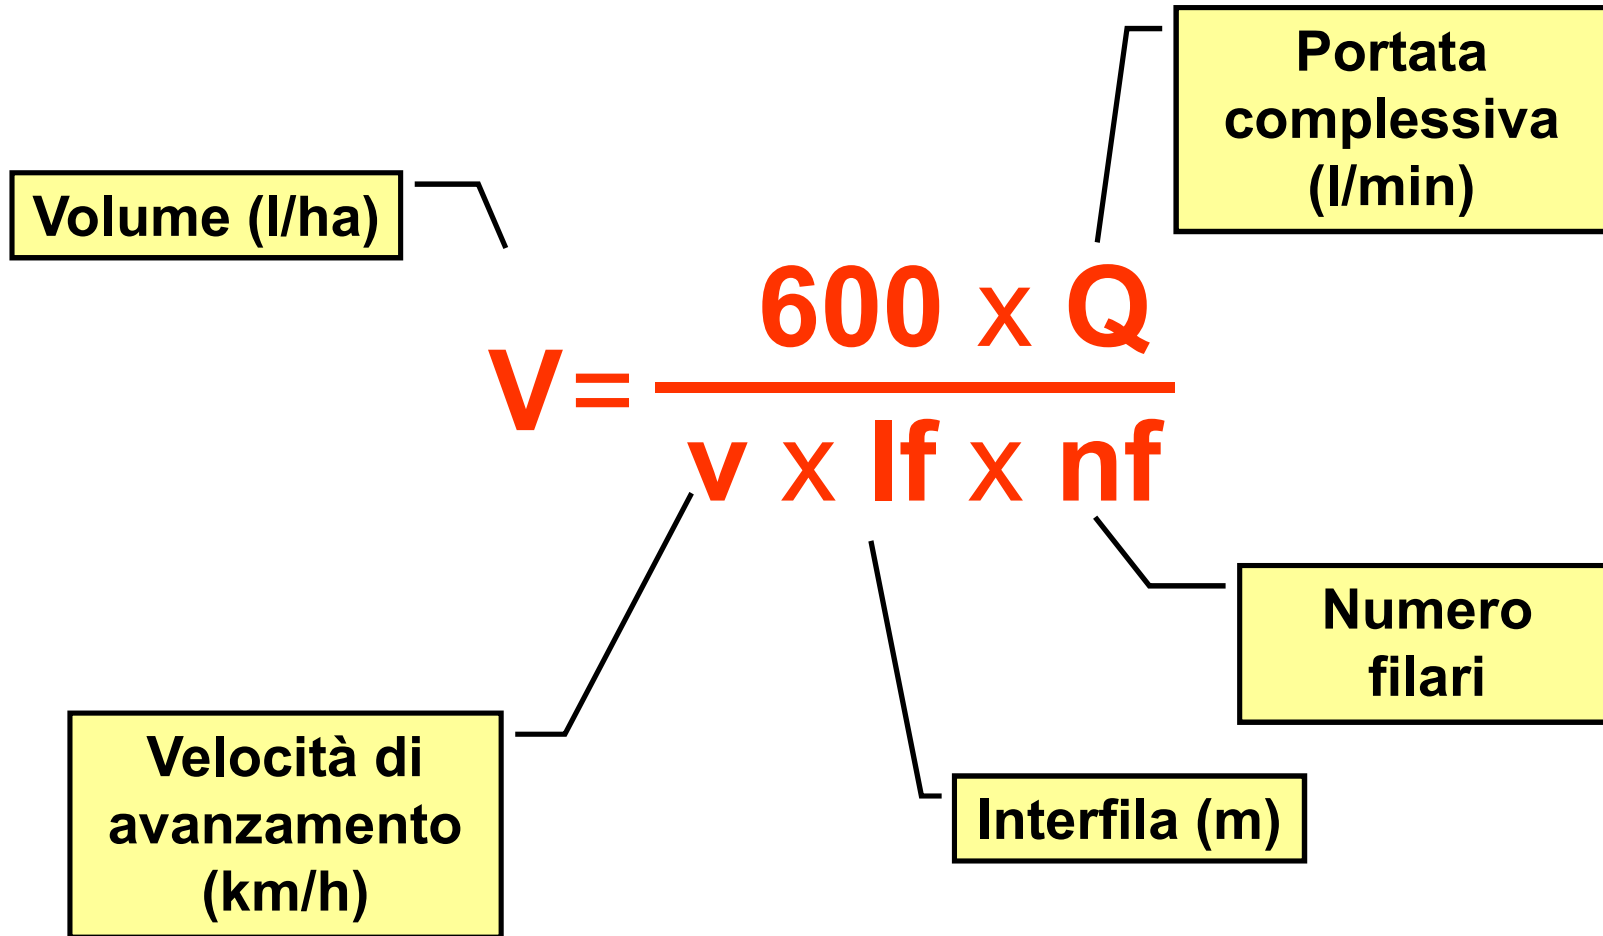 Portata
complessiva
(l/min)
Volume (l/ha)
600 x Q
V=
v x If x nf
Numero
filari
Velocità di
avanzamento
(km/h)
Interfila (m)